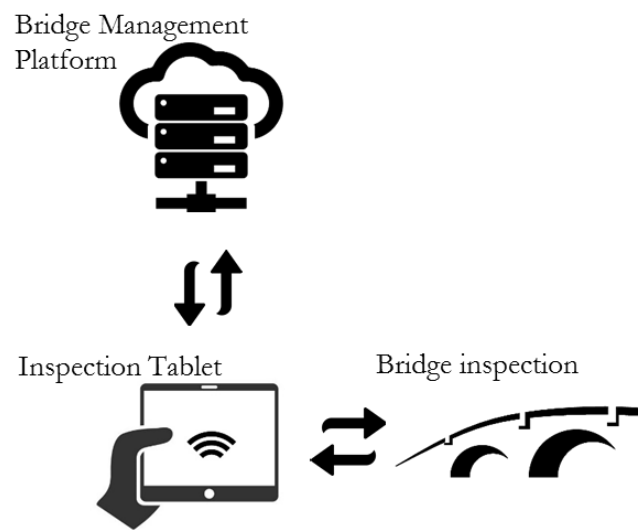 Bridge Management
Platform
Inspection Tablet
Bridge inspection